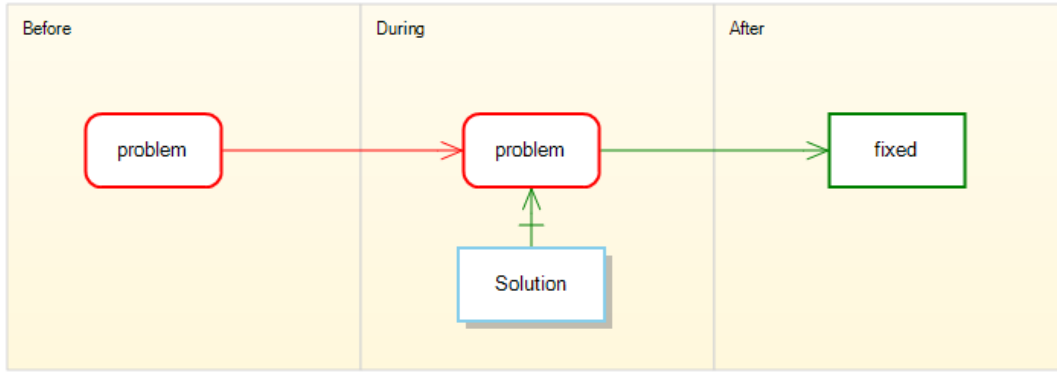 Before
During
After
problem
problem
fixed
Solution